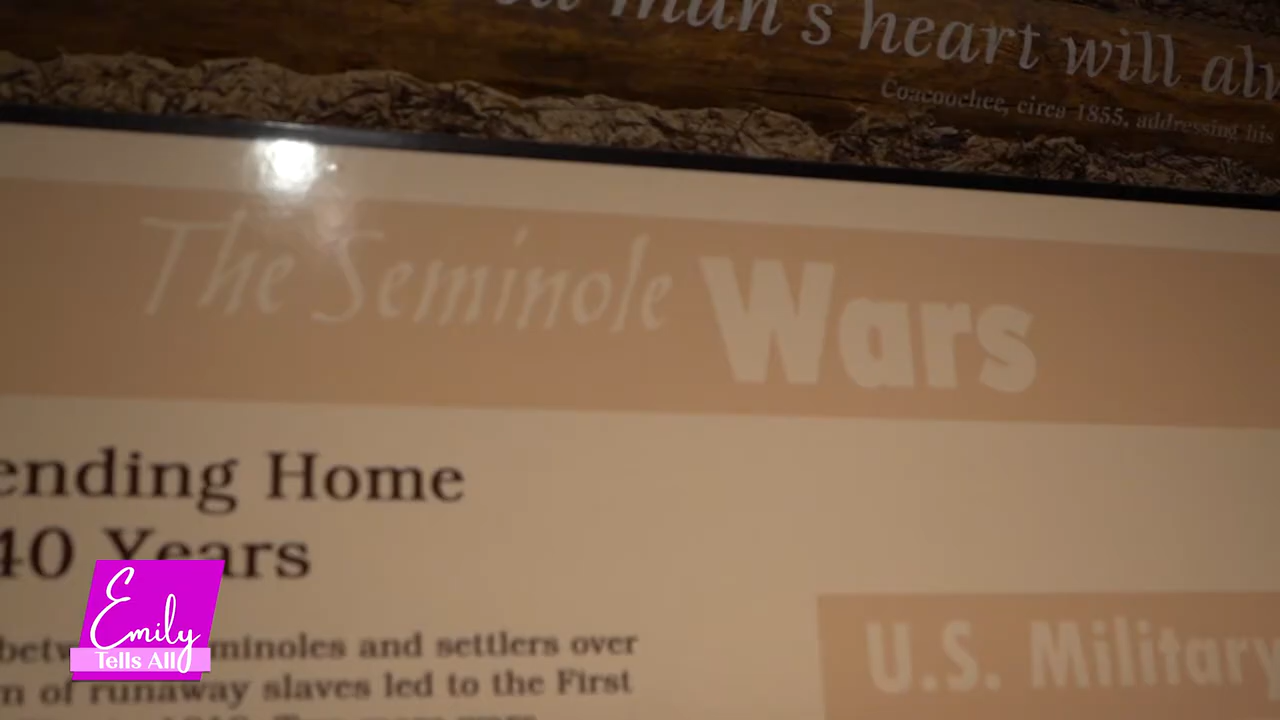 man's heart will
Coacoochee, circa 1855, addressing his
The Seminole Wars
ending Home
40 Years
minoles and settlers over
of runaway slaves led to the First
U.S. Military
Emily
Tells All